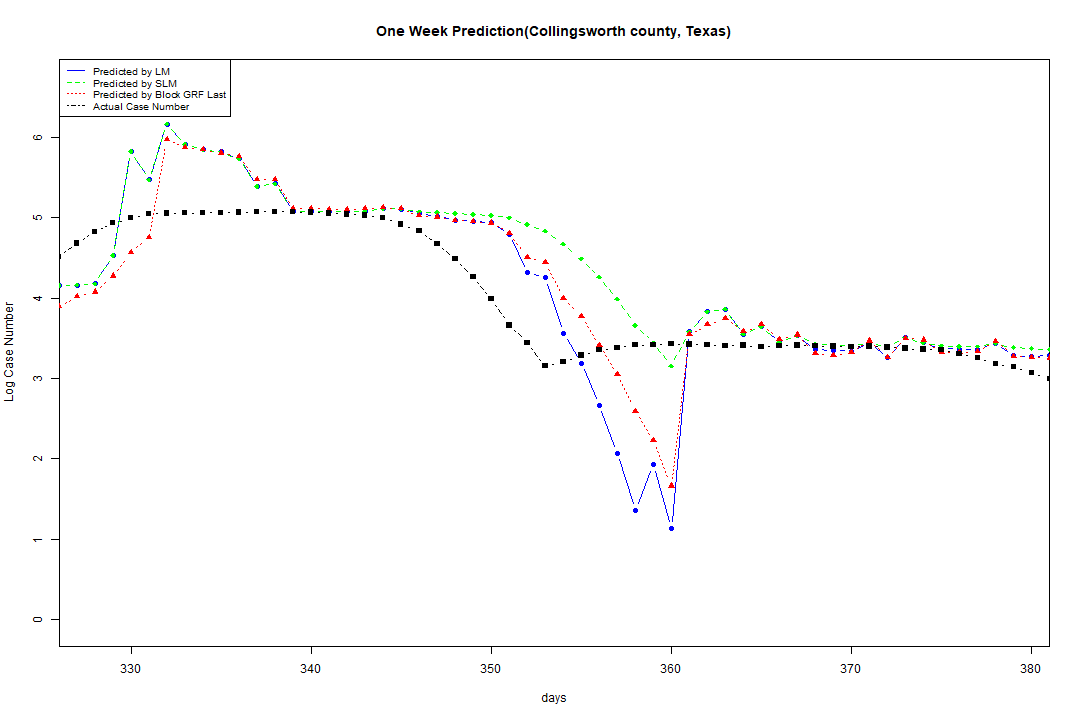 One Week Prediction(Collingsworth county, Texas)
Predicted by LM
Predicted by SLM
Predicted by Block GRF Last
Actual Case Number
Log Case Number
6
5
4
3
2
1
0
330 340 350 360 370 380
days